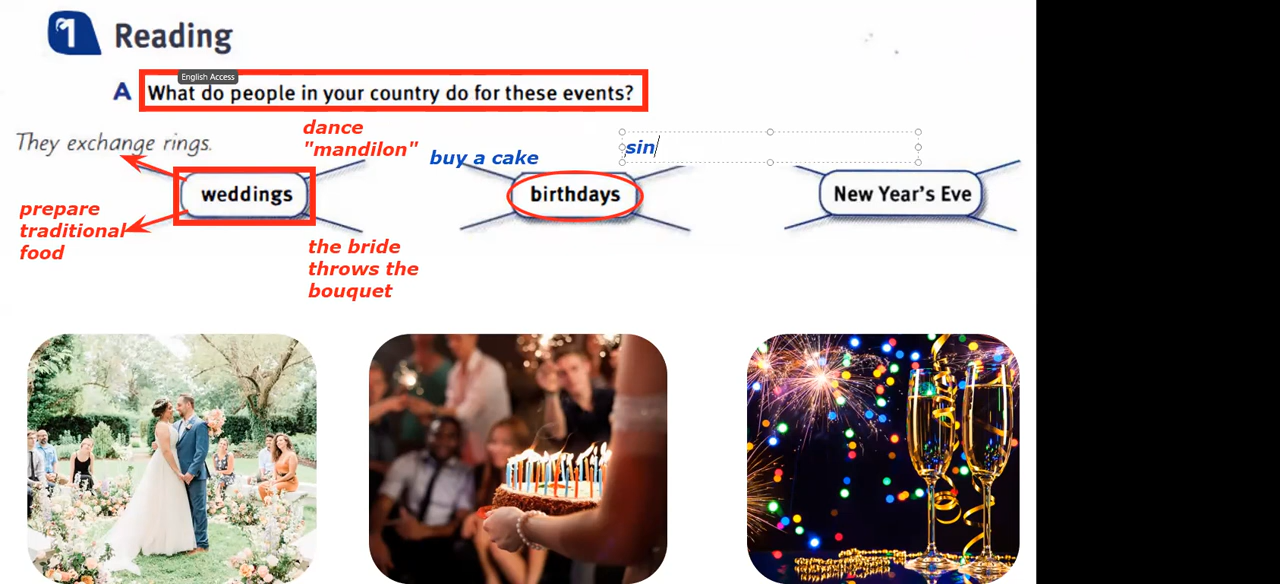 1 Reading
English Access
A What do people in your country do for these events?
They exchange rings.
dance
"mandilon"
buy a cake
sin
weddings
birthdays
New Year's Eve
prepare
traditional
food
the bride
throws the
bouquet